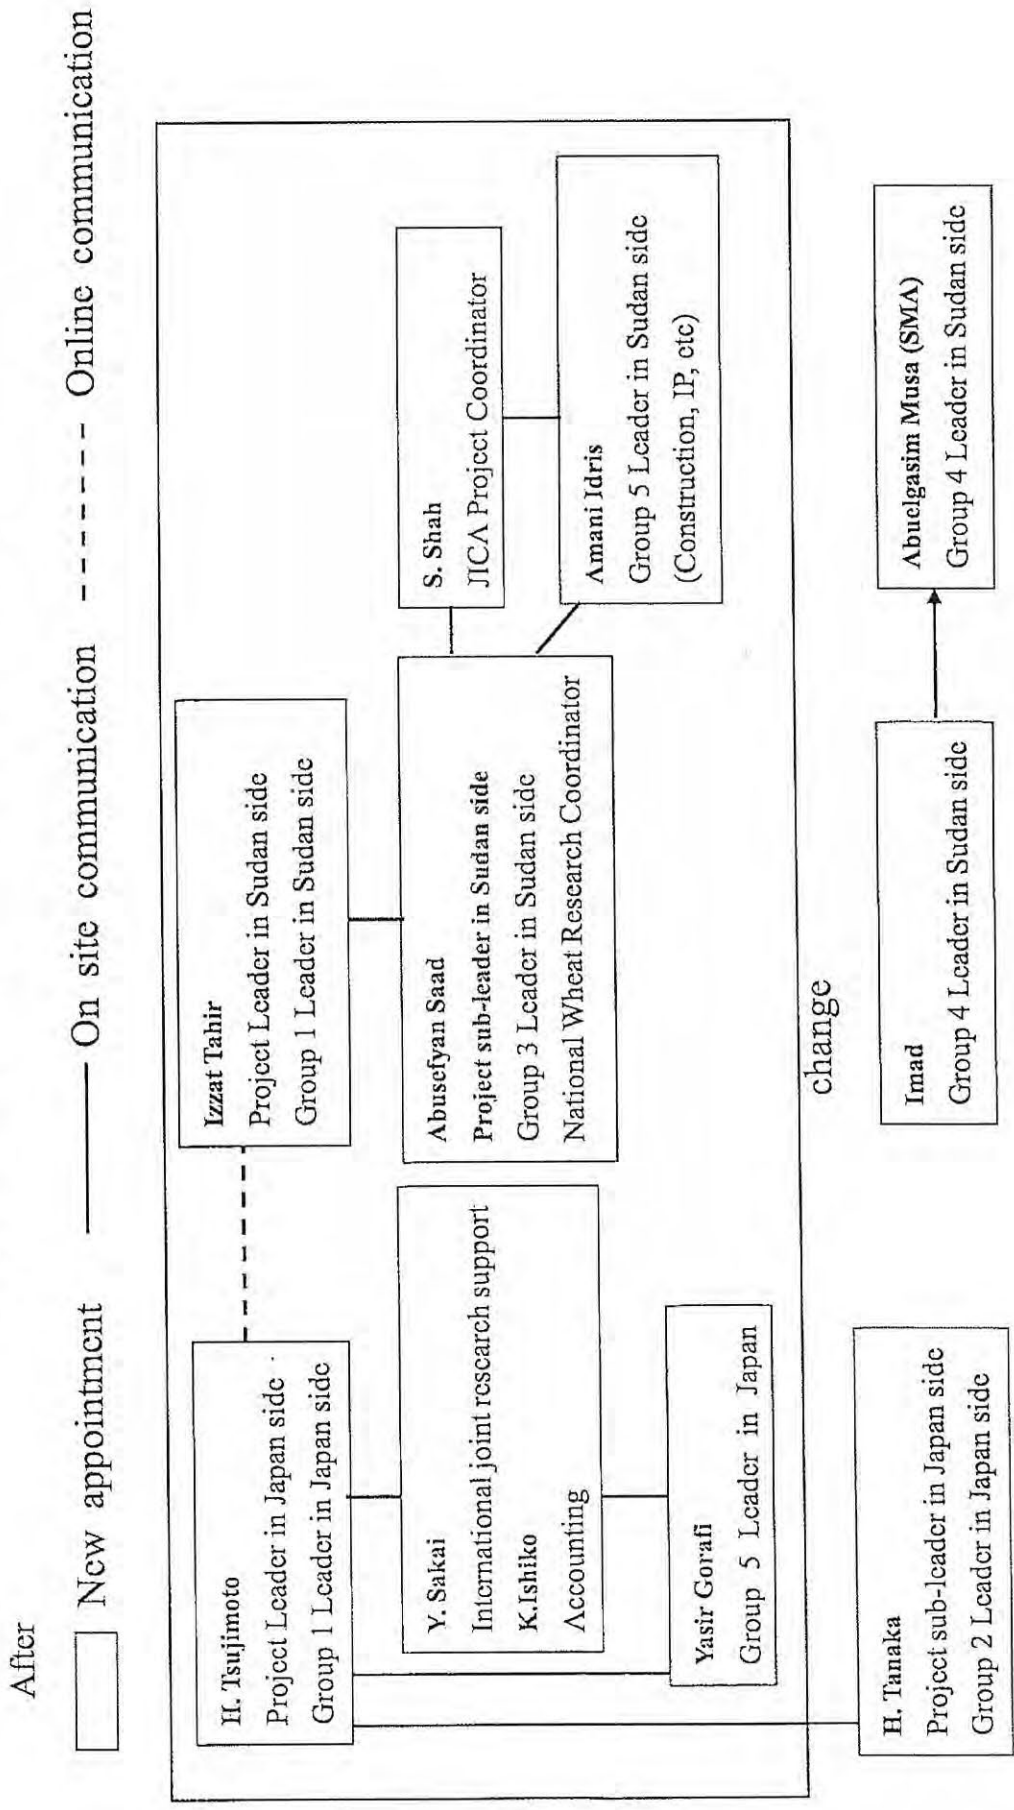 After
New appointment
On site communication
Online communication
H. Tsujimoto
Project Leader in Japan side
Group 1 Leader in Japan side
Izzat Tahir
Project Leader in Sudan side
Group 1 Leader in Sudan side
Y. Sakai
International joint research support
K.Ishiko
Accounting
Abusefyan Saad
Project sub-leader in Sudan side
Group 3 Leader in Sudan side
National Wheat Research Coordinator
S. Shah
JICA Project Coordinator
Yasir Gorafi
Group 5 Leader in Japan
Amani Idris
Group 5 Leader in Sudan side
(Construction, IP, etc)
change
H. Tanaka
Project sub-leader in Japan side
Group 2 Leader in Japan side
Imad
Group 4 Leader in Sudan side
Abuelgasim Musa (SMA)
Group 4 Leader in Sudan side